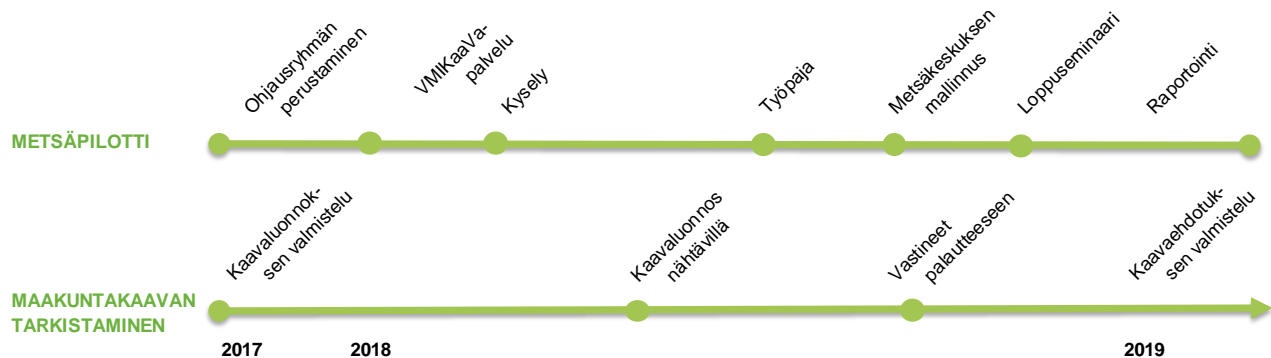 METSÄPILOTTI
Ohjausryhmän
perustaminen
VMIKaaVa-
palvelu
Kysely
Työpaja
Metsäkeskuksen
mallinnus
Loppuseminaari
Raportointi
MAAKUNTAKAAVAN
TARKISTAMINEN
Kaavaluonnok-
sen valmistelu
Kaavaluonnos
nähtävillä
Vastineet
palautteeseen
Kaavaehdotuk-
sen valmistelu
2017
2018
2019